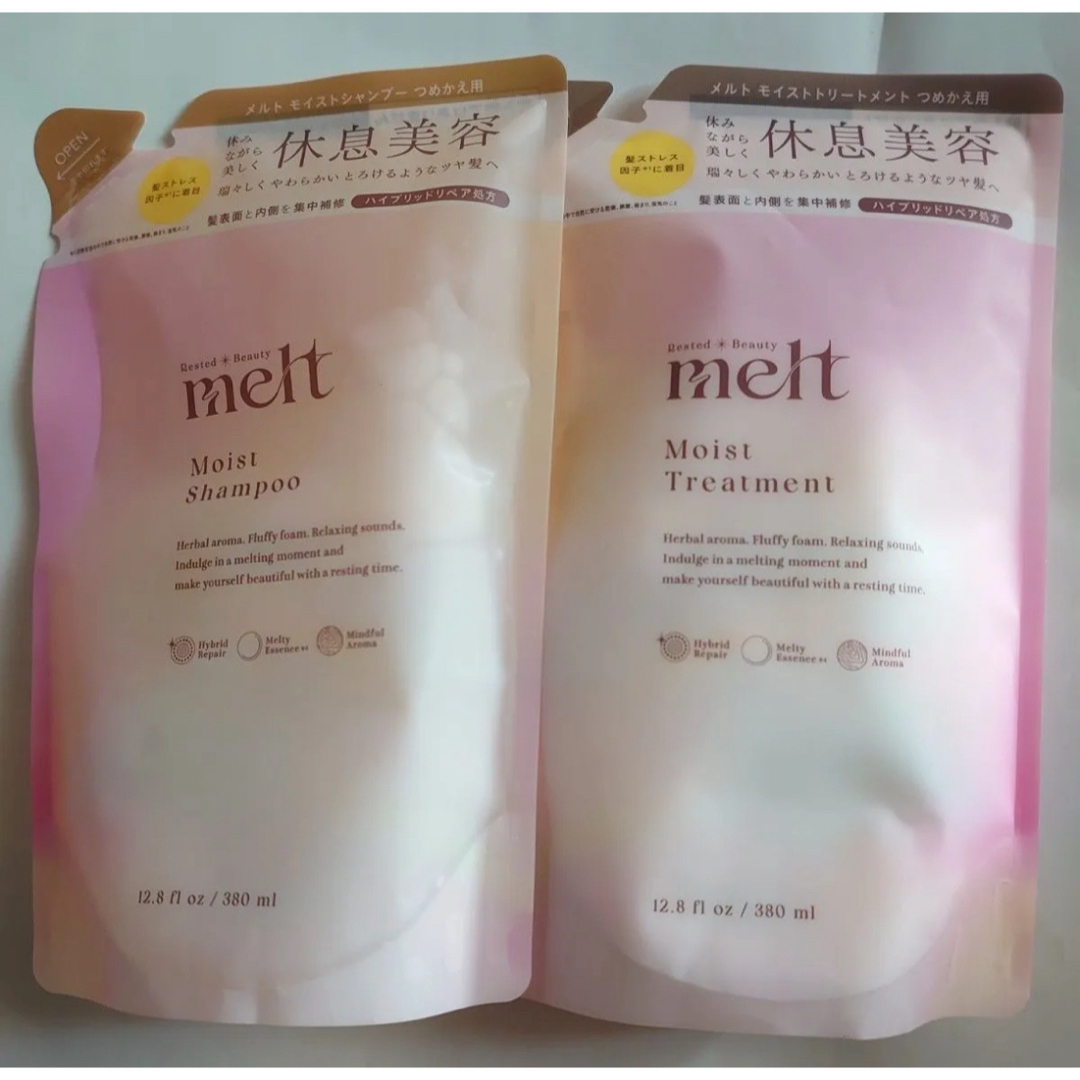 OPEN
メルト モイストシャンプー つめかえ用
休み
ながら
美しく
休息美容
髪ストレス
因子*¹に着目
瑞々しくやわらかいとろけるようなツヤ髪へ
髪表面と内側を集中補修 ハイブリッドリペア処方
Rested Beauty
melt
Moist
Shampoo
Herbal aroma. Fluffy foam. Relaxing sounds.
Indulge in a melting moment and
make yourself beautiful with a resting time.
Hybrid
Repair
Melty
Essence
Mindful
Aroma
12.8 fl oz / 380 ml
メルト モイストトリートメント つめかえ用
休み
ながら
美しく
休息美容
髪ストレス
因子*¹に着目
瑞々しくやわらかいとろけるようなツヤ髪へ
髪表面と内側を集中補修 ハイブリッドリペア処方
Rested Beauty
melt
Moist
Treatment
Herbal aroma. Fluffy foam. Relaxing sounds.
Indulge in a melting moment and
make yourself beautiful with a resting time.
Hybrid
Repair
Melty
Essence
Mindful
Aroma
12.8 fl oz / 380 ml